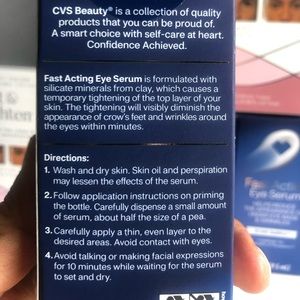 CVS Beauty® is a collection of quality
products that you can be proud of.
A smart choice with self-care at heart.
Confidence Achieved.
Fast Acting Eye Serum is formulated with
silicate minerals from clay, which causes a
temporary tightening of the top layer of your
skin. The tightening will visibly diminish the
appearance of crow's feet and wrinkles around
the eyes within minutes.
Directions:
1. Wash and dry skin. Skin oil and perspiration
may lessen the effects of the serum.
2. Follow application instructions on priming
the bottle. Carefully dispense a small amount
of serum, about half the size of a pea.
3. Carefully apply a thin, even layer to the
desired areas. Avoid contact with eyes.
4. Avoid talking or making facial expressions
for 10 minutes while waiting for the serum
to set and dry.
Eye Serum